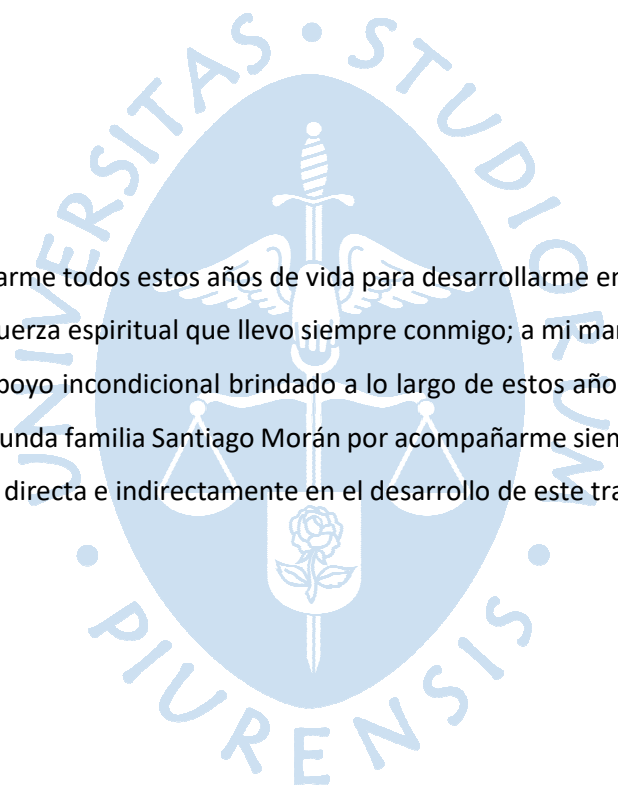 UNIVERSITAS • STUDIORUM • PIURENSIS •
arme todos estos años de vida para desarrollarme en
uerza espiritual que llevo siempre conmigo; a mi
poyo incondicional brindado a lo largo de estos año
unda familia Santiago Morán por acompañarme
directa e indirectamente en el desarrollo de este tra